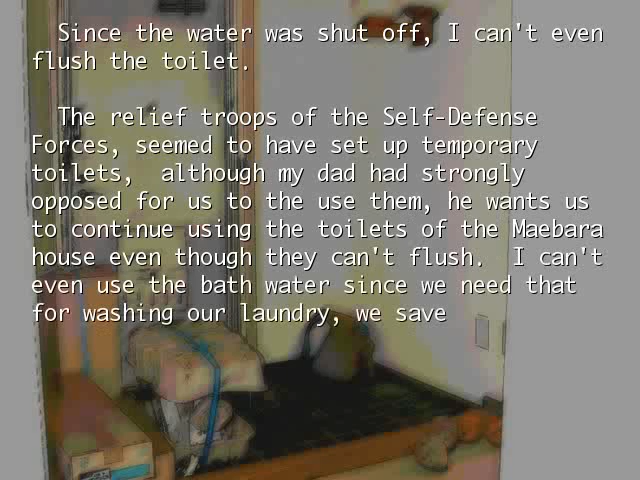 Since the water was shut off, I can't even
flush the toilet.
The relief troops of the Self-Defense
Forces, seemed to have set up temporary
toilets,  although my dad had strongly
opposed for us to the use them, he wants us
to continue using the toilets of the Maebara
house even though they can't flush.  I can't
even use the bath water since we need that
for washing our laundry, we save